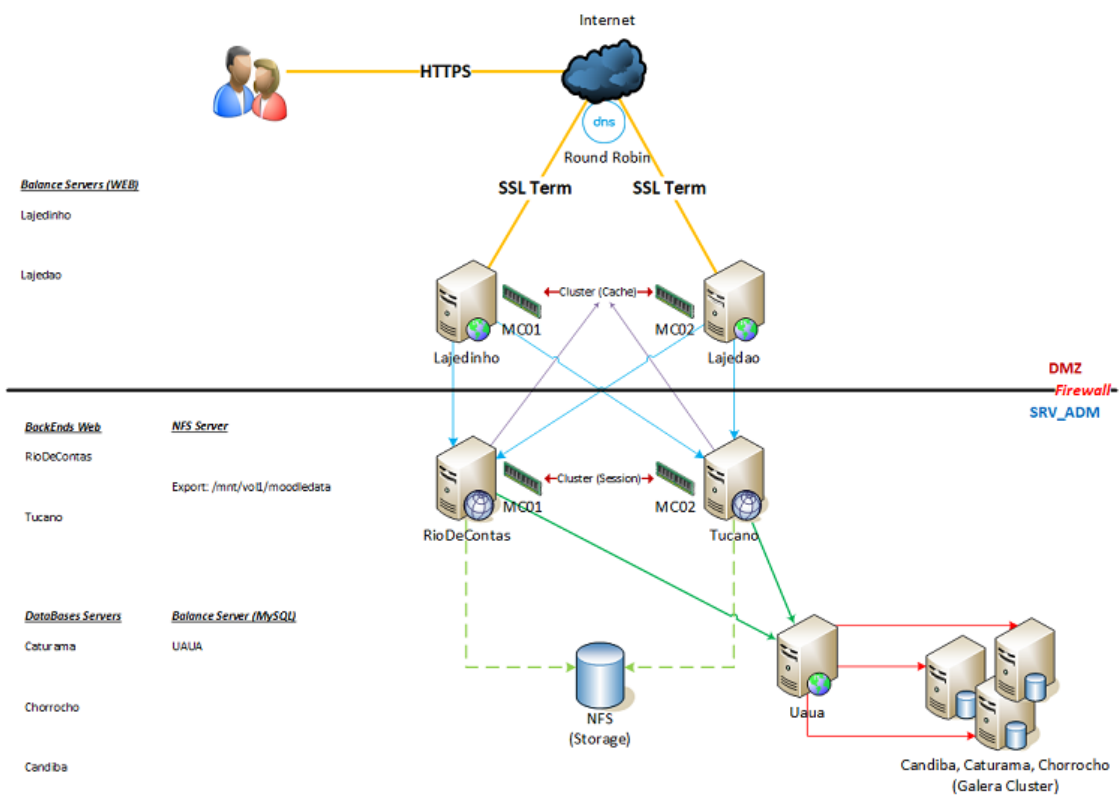 Internet
HTTPS
dns
Round Robin
SSL Term
SSL Term
Balance Servers (WEB)
Lajedinho
Lajedao
Cluster (Cache)
MC01
MC02
Lajedinho
Lajedao
DMZ
Firewall
SRV_ADM
BackEnds Web
NFS Server
RioDeContas
Export: /mnt/vol1/moodledata
Tucano
Cluster (Session)
MC01
MC02
RioDeContas
Tucano
DataBases Servers
Balance Server (MySQL)
Caturama
UAUA
Chorrocho
Candiba
NFS
(Storage)
Uaua
Candiba, Caturama, Chorrocho
(Galera Cluster)